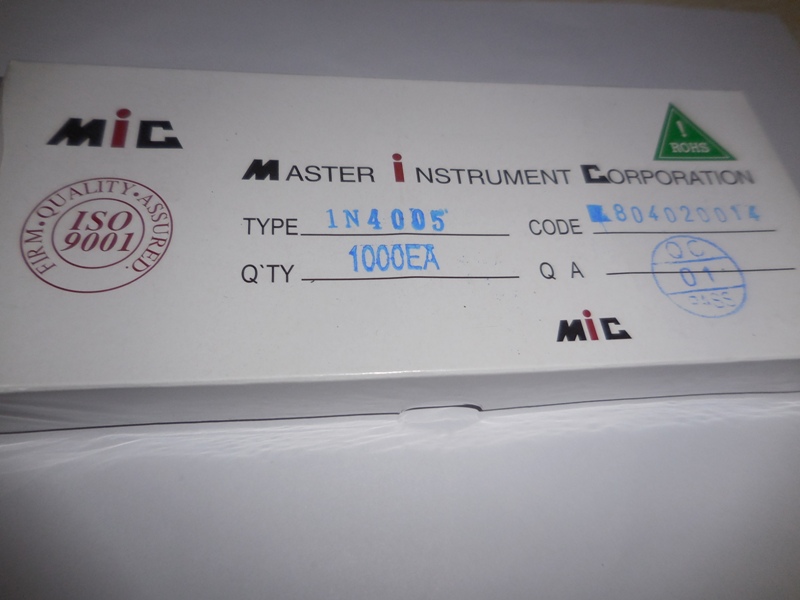 MiC
I
ROHS
MASTER iNSTRUMENT CORPORATION
FIRM·QUALITY·ASSURED.
ISO
9001
TYPE 1N4005 CODE 804020014
Q'TY 1000EA Q A
QC
01
PASS
MiC